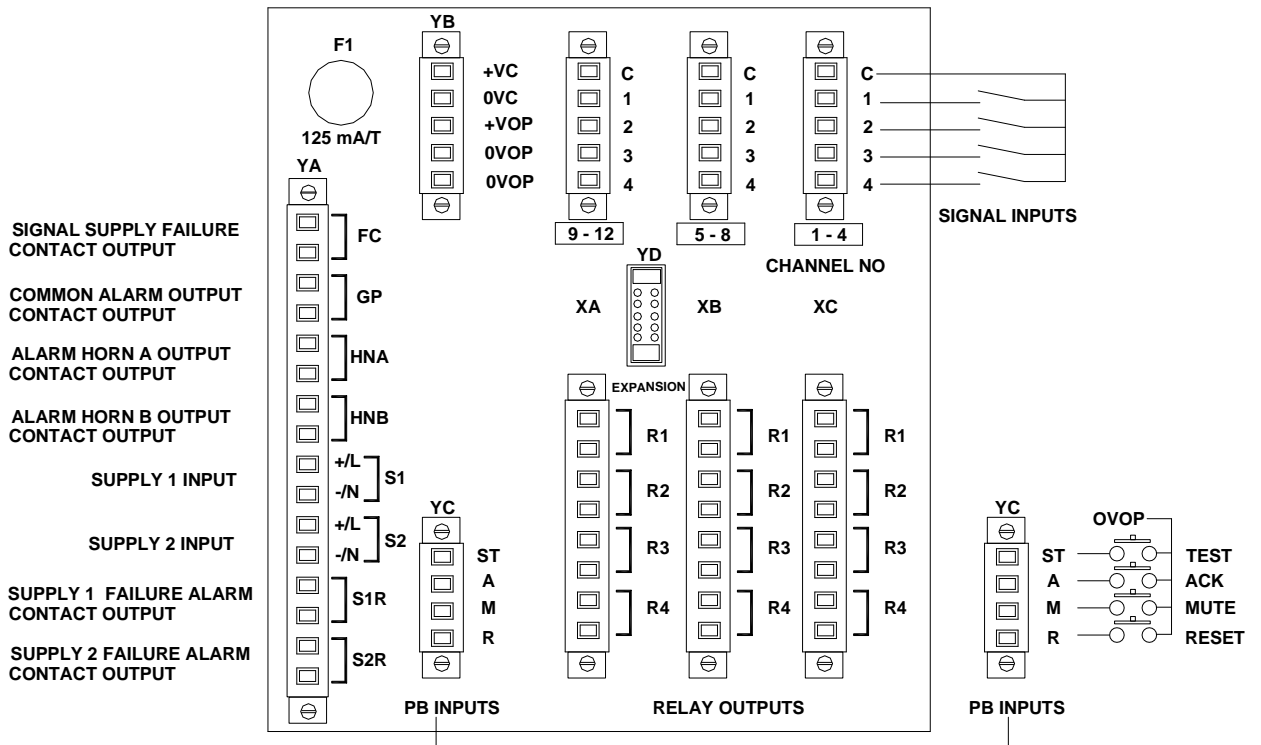 F1
125 mA/T
YA
YB
+VC
0VC
+VOP
0VOP
0VOP
C
1
2
3
4
9 - 12
C
1
2
3
4
5 - 8
C
1
2
3
4
1 - 4
CHANNEL NO
SIGNAL INPUTS
YD
XA
XB
XC
EXPANSION
SIGNAL SUPPLY FAILURE
CONTACT OUTPUT
FC
COMMON ALARM OUTPUT
CONTACT OUTPUT
GP
ALARM HORN A OUTPUT
CONTACT OUTPUT
HNA
ALARM HORN B OUTPUT
CONTACT OUTPUT
HNB
SUPPLY 1 INPUT
+/L
-/N
S1
SUPPLY 2 INPUT
+/L
-/N
S2
SUPPLY 1 FAILURE ALARM
CONTACT OUTPUT
S1R
SUPPLY 2 FAILURE ALARM
CONTACT OUTPUT
S2R
YC
ST
A
M
R
PB INPUTS
R1
R2
R3
R4
R1
R2
R3
R4
R1
R2
R3
R4
RELAY OUTPUTS
YC
OVOP
ST
TEST
A
ACK
M
MUTE
R
RESET
PB INPUTS